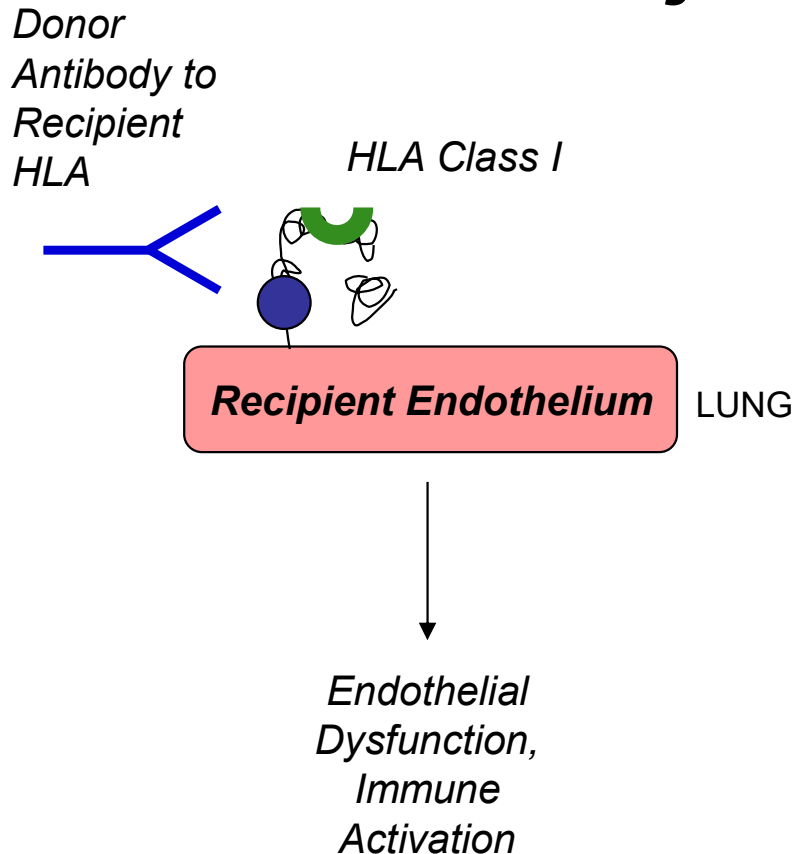 Donor
Antibody to
Recipient
HLA
HLA Class I
Recipient Endothelium
LUNG
Endothelial
Dysfunction,
Immune
Activation